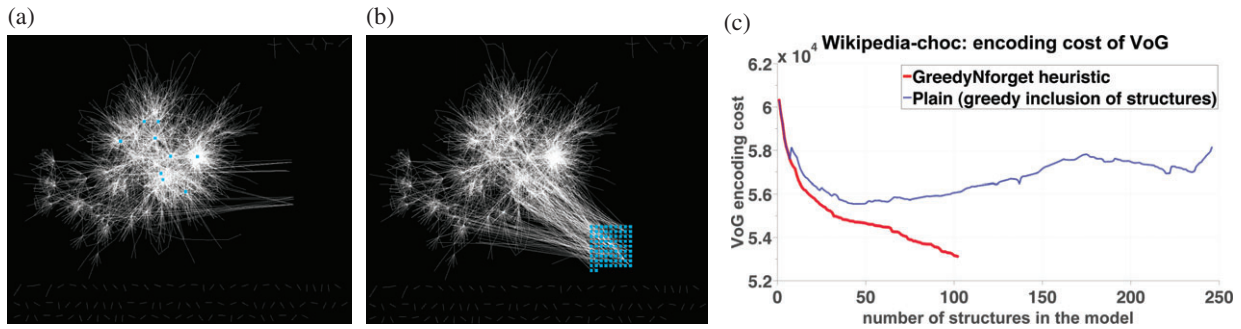 (a)
(b)
(c)
Wikipedia-choc: encoding cost of VoG
x 10⁴
6.2
6
5.8
5.6
5.4
5.2
VoG encoding cost
GreedyNforget heuristic
Plain (greedy inclusion of structures)
0
50
100
150
200
250
number of structures in the model